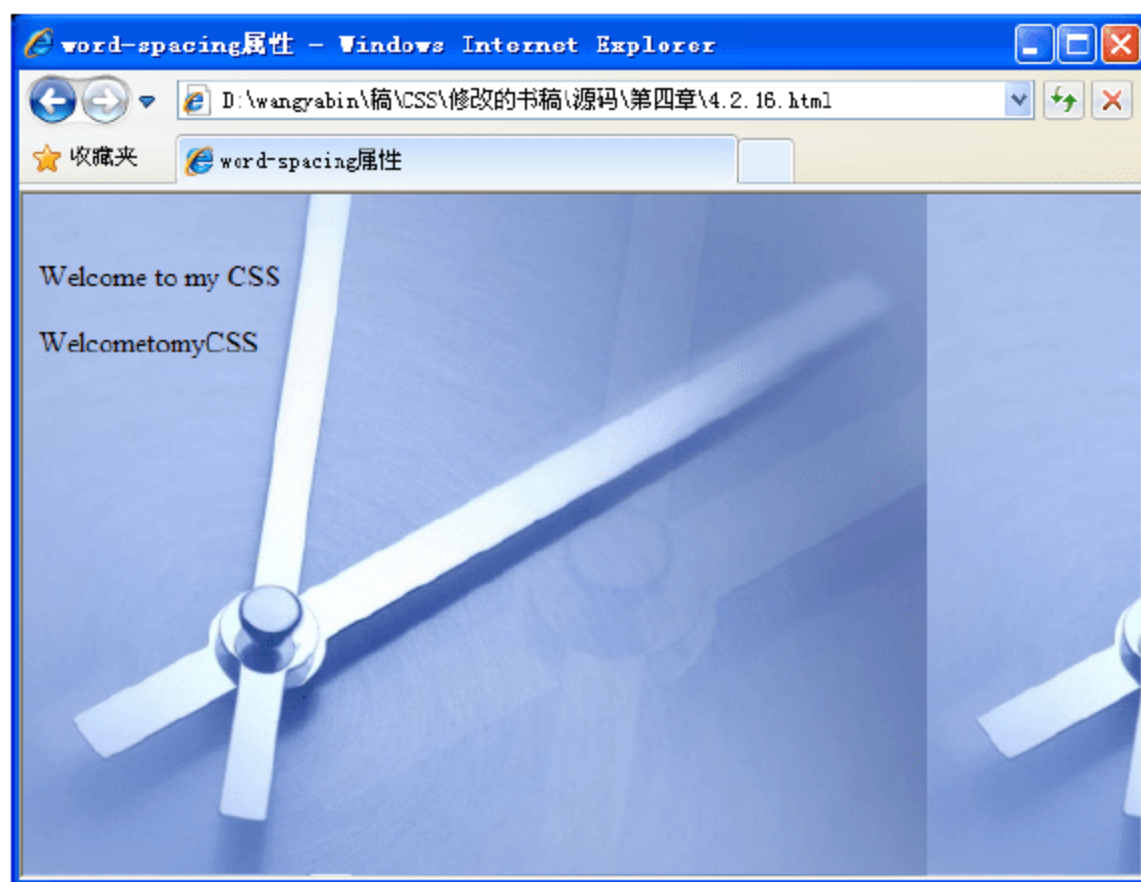 word-spacing属性 - Windows Internet Explorer
D:\wangyabin\稿\CSS\修改的书稿\源码\第四章\4.2.16.html
收藏夹
word-spacing属性
Welcome to my CSS
WelcometomyCSS